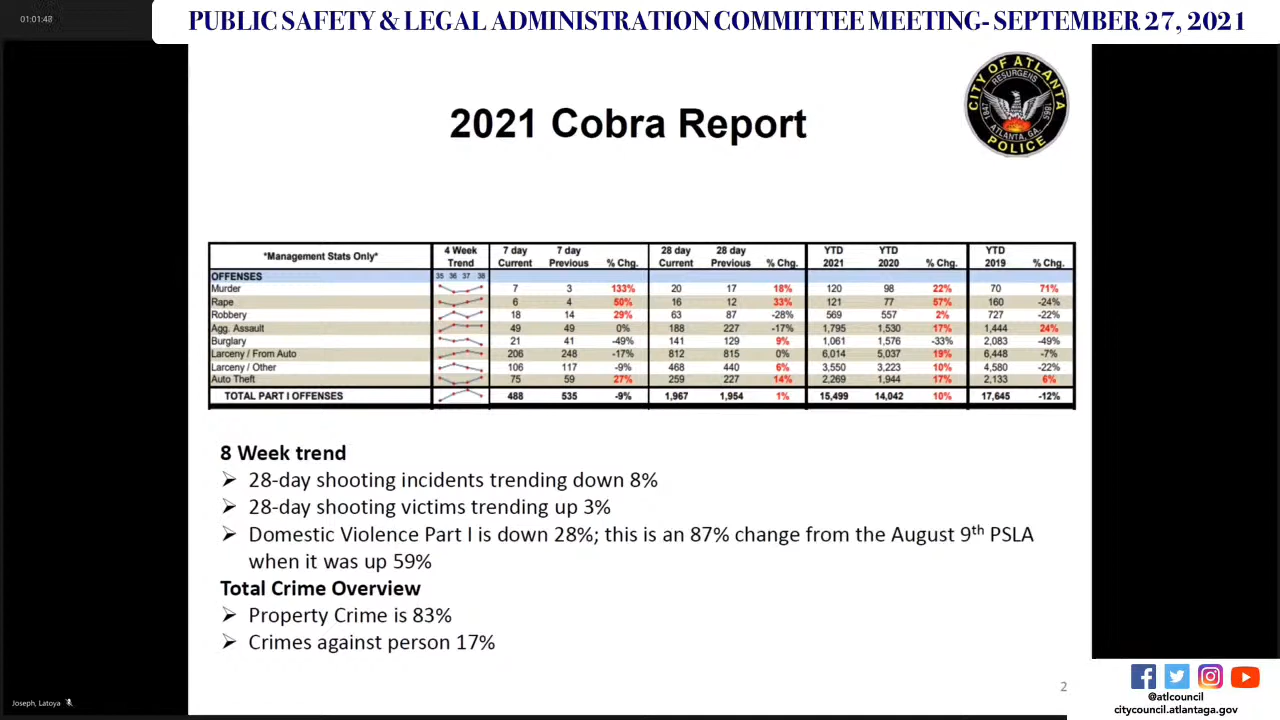 01:01:48
PUBLIC SAFETY & LEGAL ADMINISTRATION COMMITTEE MEETING- SEPTEMBER 27, 2021
CITY OF ATLANTA
RESURGENS
1847 1865
ATLANTA, GA.
POLICE
2021 Cobra Report
*Management Stats Only* 4 Week Trend 7 day Current 7 day Previous % Chg. 28 day Current 28 day Previous % Chg. YTD 2021 YTD 2020 % Chg. YTD 2019 % Chg.
OFFENSES 35 36 37 38
Murder 7 3 133% 20 17 18% 120 98 22% 70 71%
Rape 6 4 50% 16 12 33% 121 77 57% 160 -24%
Robbery 18 14 29% 63 87 -28% 569 557 2% 727 -22%
Agg. Assault 49 49 0% 188 227 -17% 1,795 1,530 17% 1,444 24%
Burglary 21 41 -49% 141 129 9% 1,061 1,576 -33% 2,083 -49%
Larceny / From Auto 206 248 -17% 812 815 0% 6,014 5,037 19% 6,448 -7%
Larceny / Other 106 117 -9% 468 440 6% 3,550 3,223 10% 4,580 -22%
Auto Theft 75 59 27% 259 227 14% 2,269 1,944 17% 2,133 6%
TOTAL PART I OFFENSES 488 535 -9% 1,967 1,954 1% 15,499 14,042 10% 17,645 -12%
8 Week trend
28-day shooting incidents trending down 8%
28-day shooting victims trending up 3%
Domestic Violence Part I is down 28%; this is an 87% change from the August 9th PSLA
when it was up 59%
Total Crime Overview
Property Crime is 83%
Crimes against person 17%
2
Joseph, Latoya
@atlcouncil
citycouncil.atlantaga.gov